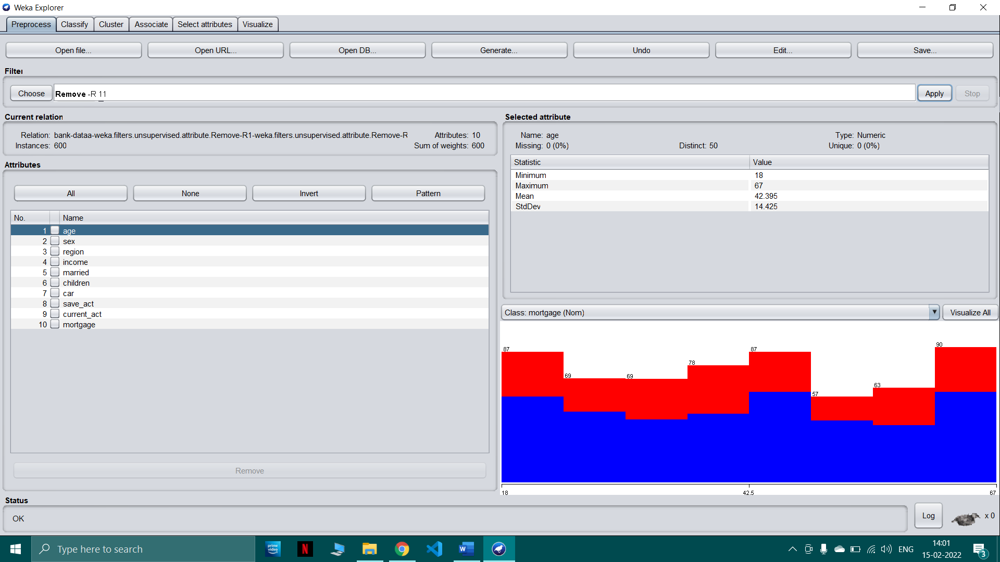 Weka Explorer
Preprocess Classify Cluster Associate Select attributes Visualize
Open file... Open URL... Open DB... Generate... Undo Edit... Save...
Filter
Choose Remove -R 11 Apply Stop
Current relation
Relation: bank-dataa-weka.filters.unsupervised.attribute.Remove-R1-weka.filters.unsupervised.attribute.Remove-R Attributes: 10
Instances: 600 Sum of weights: 600
Attributes
All None Invert Pattern
No. Name
1 age
2 sex
3 region
4 income
5 married
6 children
7 car
8 save_act
9 current_act
10 mortgage
Remove
Selected attribute
Name: age Type: Numeric
Missing: 0 (0%) Distinct: 50 Unique: 0 (0%)
Statistic Value
Minimum 18
Maximum 67
Mean 42.395
StdDev 14.425
Class: mortgage (Nom) Visualize All
87 69 69 78 87 57 63 90
18 42.5 67
Status
OK
Log x 0
Type here to search
prime video
N
W
ENG
14:01
15-02-2022
3